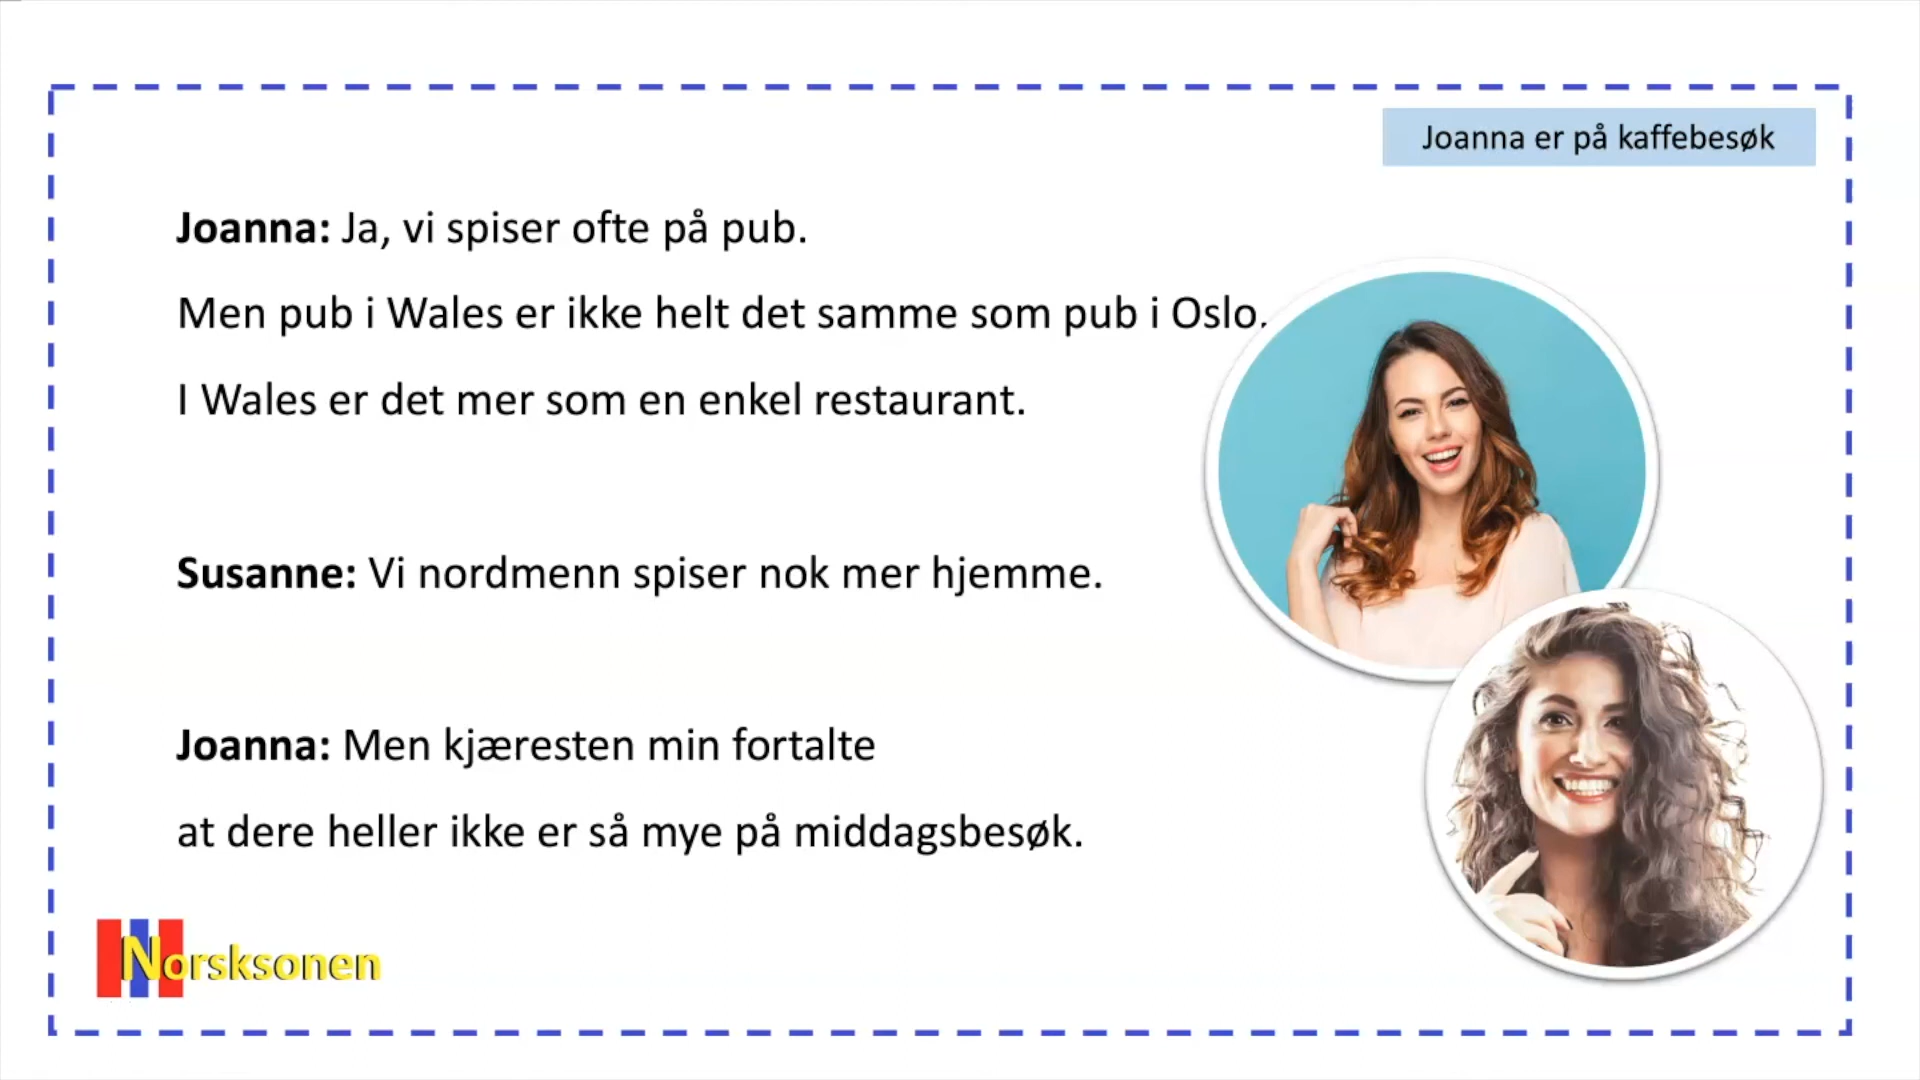 Joanna er på kaffebesøk
Joanna: Ja, vi spiser ofte på pub.
Men pub i Wales er ikke helt det samme som pub i Oslo.
I Wales er det mer som en enkel restaurant.
Susanne: Vi nordmenn spiser nok mer hjemme.
Joanna: Men kjæresten min fortalte
at dere heller ikke er så mye på middagsbesøk.
Norsksonen